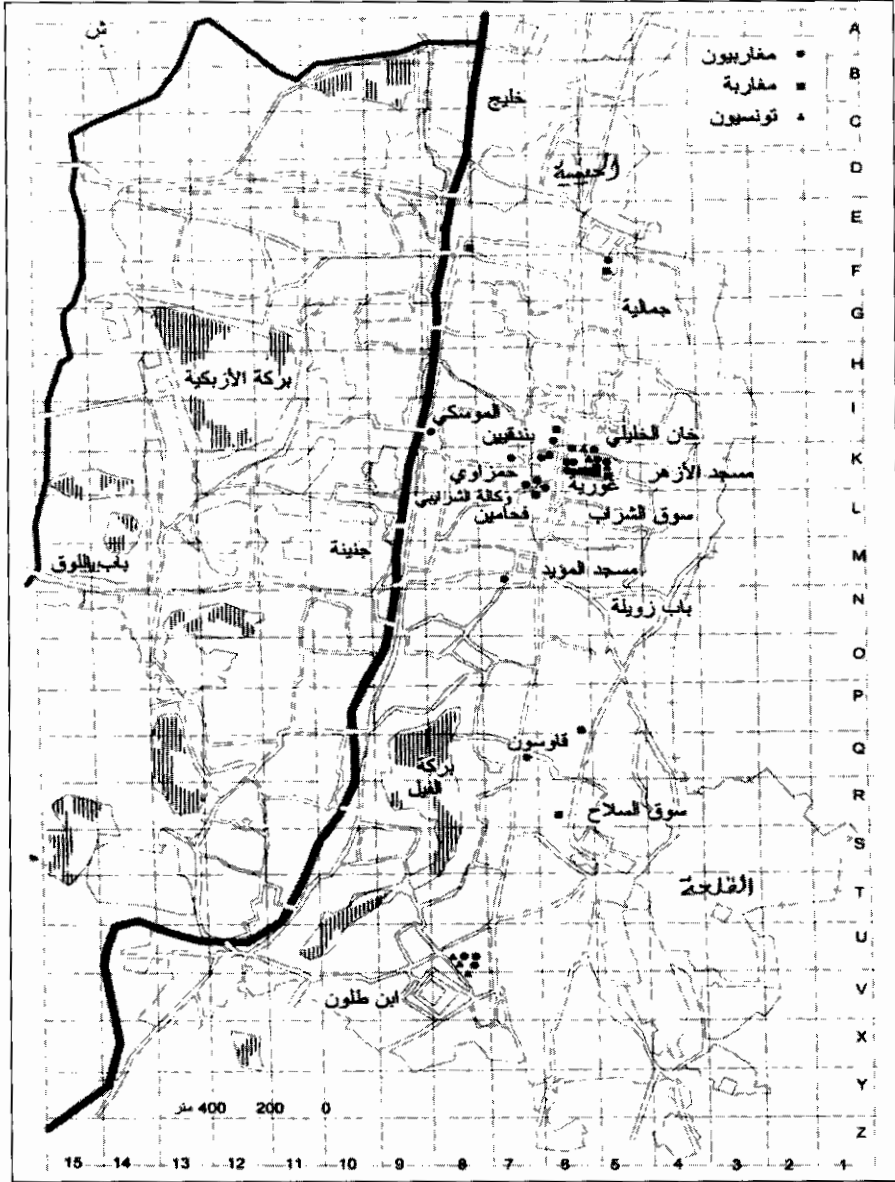 ش
A
مغاربيون
B
مغاربة
خليج
C
تونسيون
الحسينية
D
E
F
جمالية
G
H
بركة الأزبكية
I
الموسكي
بندقيين
خان الخليلي
K
حمزاوي
غورية
مسجد الأزهر
وكالة الشرايبي
L
فحامين
سوق الشراب
جنينة
M
باب اللوق
مسجد المؤيد
N
باب زويلة
O
P
Q
قاوسون
بركة
الفيل
R
سوق السلاح
S
القلعة
T
U
V
ابن طلون
X
Y
0 200 400 متر
Z
15 14 13 12 11 10 9 8 7 6 5 4 3 2 1